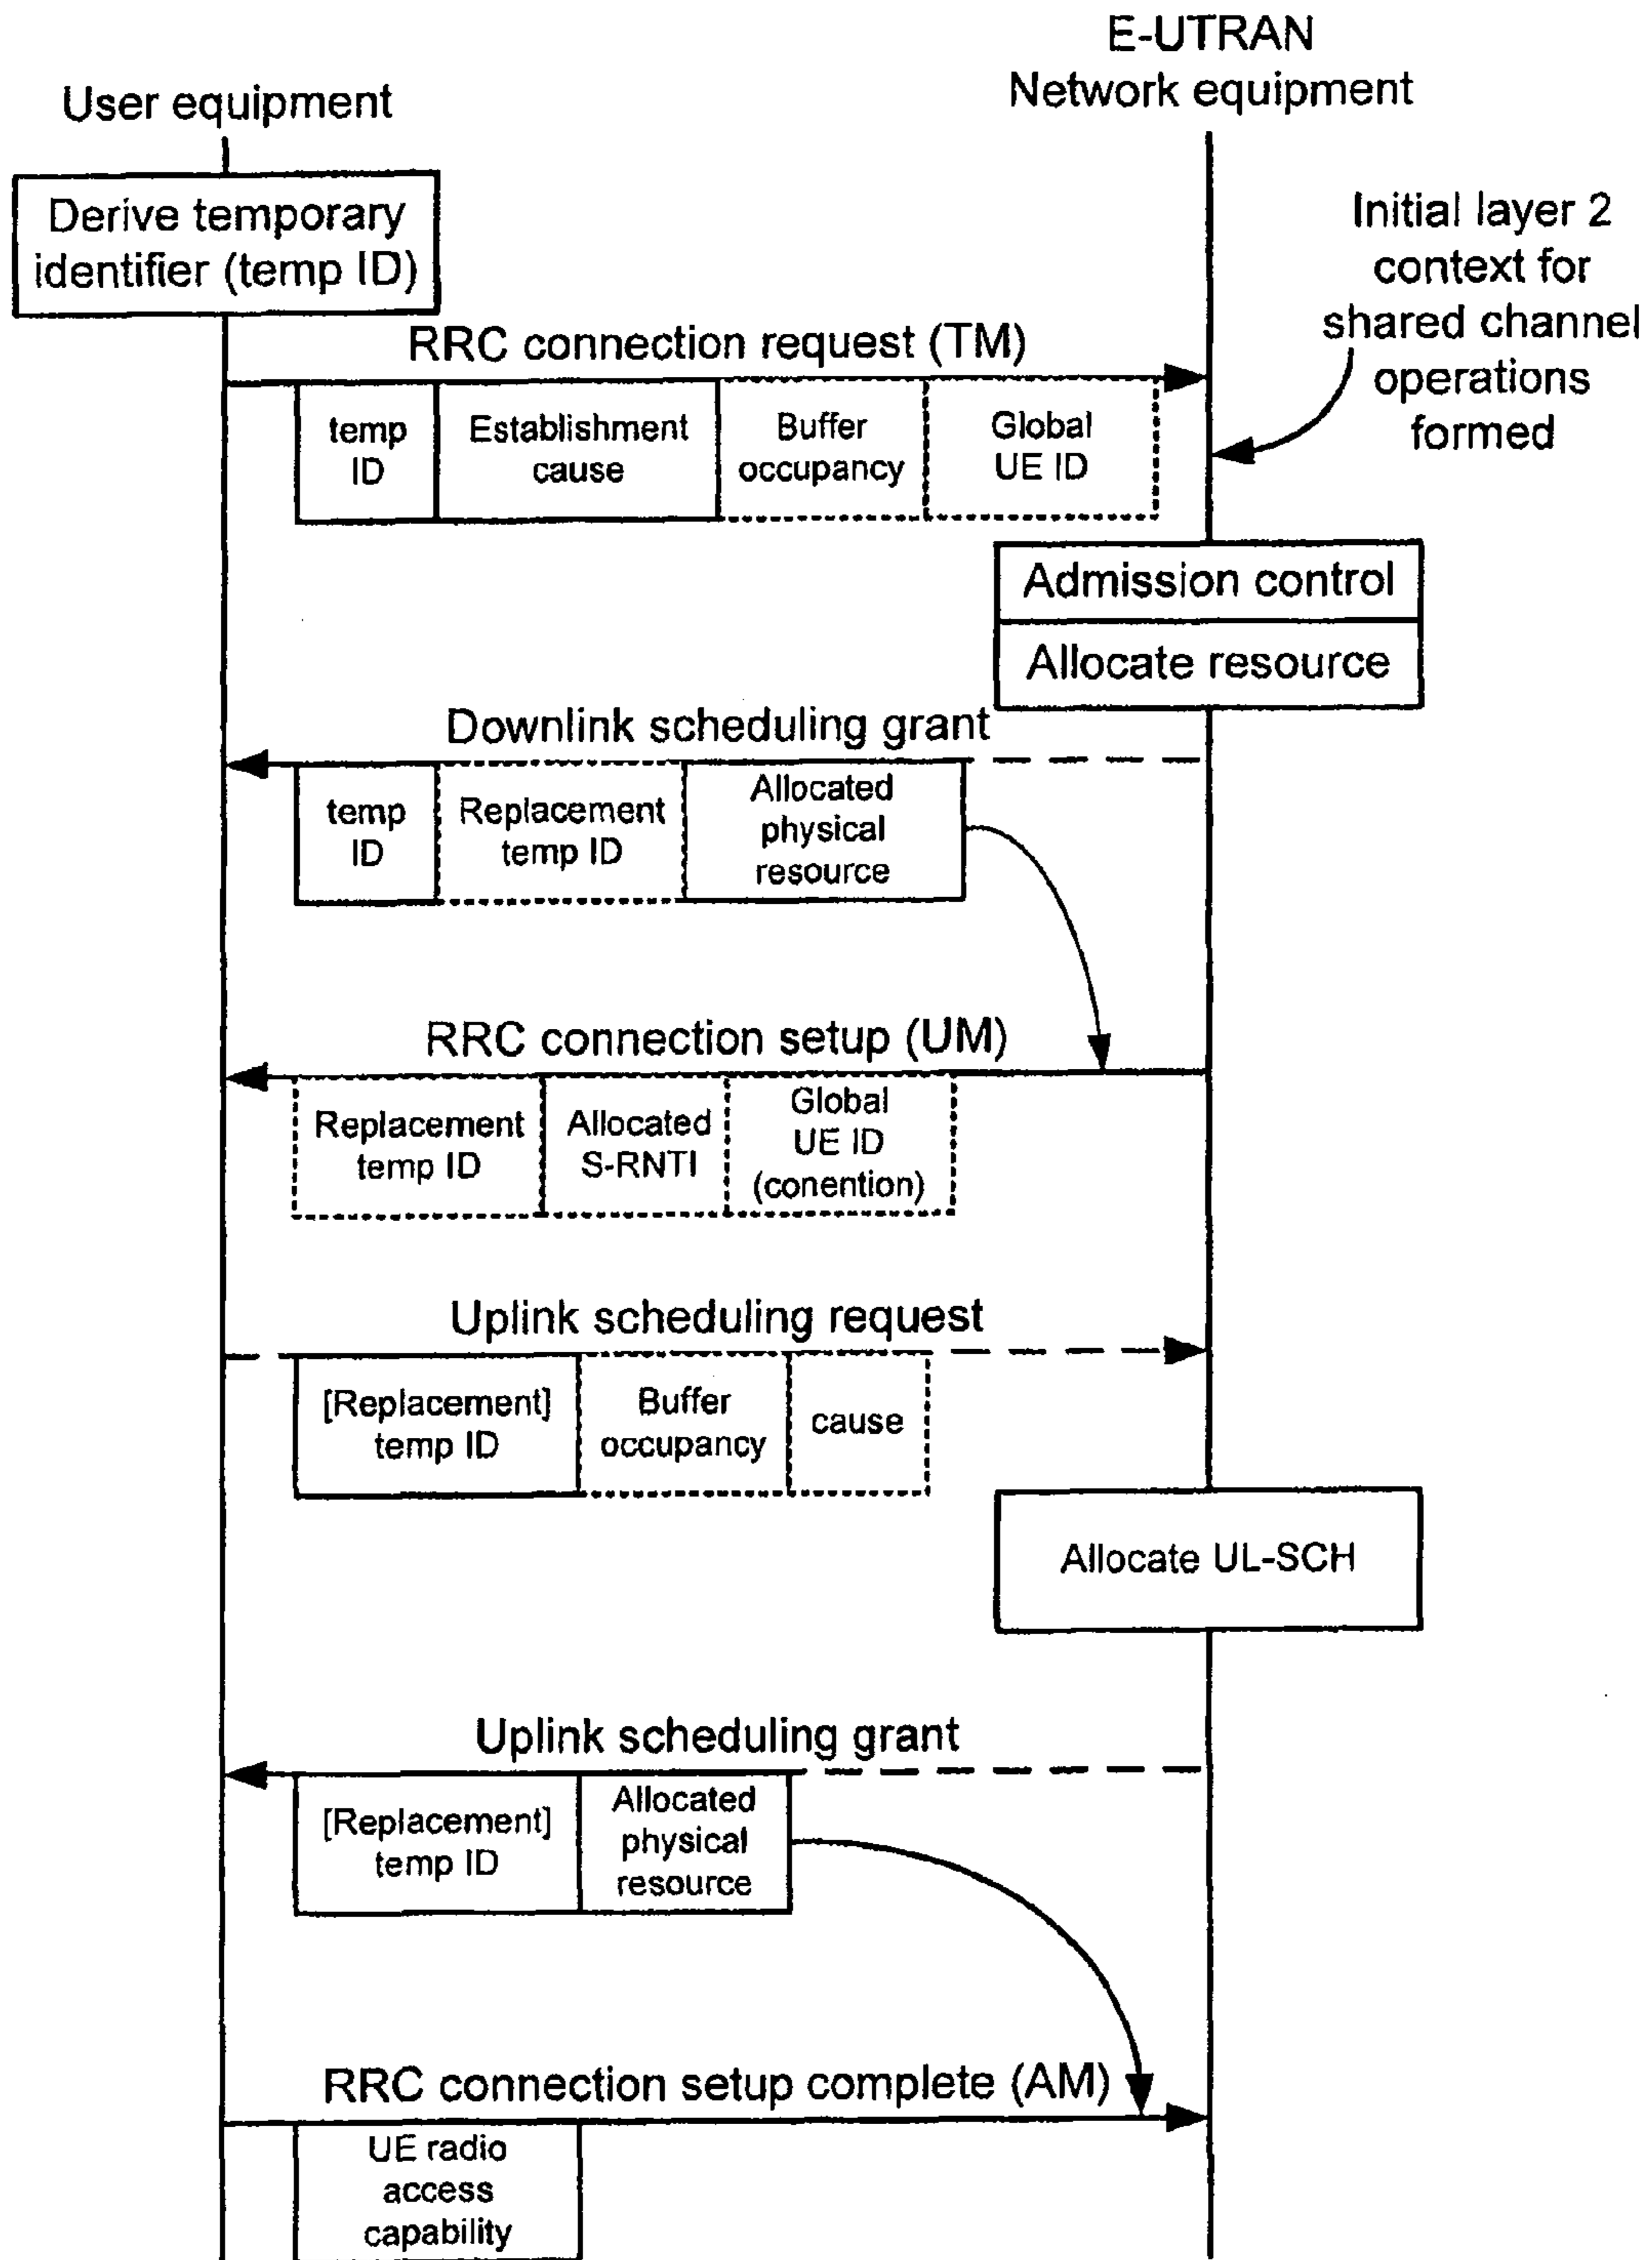 E-UTRAN
Network equipment
User equipment
Derive temporary
identifier (temp ID)
Initial layer 2
context for
shared channel
operations
formed
RRC connection request (TM)
temp
ID
Establishment
cause
Buffer
occupancy
Global
UE ID
Admission control
Allocate resource
Downlink scheduling grant
temp
ID
Replacement
temp ID
Allocated
physical
resource
RRC connection setup (UM)
Replacement
temp ID
Allocated
S-RNTI
Global
UE ID
(conention)
Uplink scheduling request
[Replacement]
temp ID
Buffer
occupancy
cause
Allocate UL-SCH
Uplink scheduling grant
[Replacement]
temp ID
Allocated
physical
resource
RRC connection setup complete (AM)
UE radio
access
capability